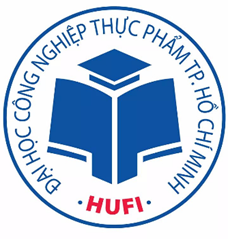 ĐẠI HỌC CÔNG NGHIỆP THỰC PHẨM TP. HỒ CHÍ MINH
• HUFI •